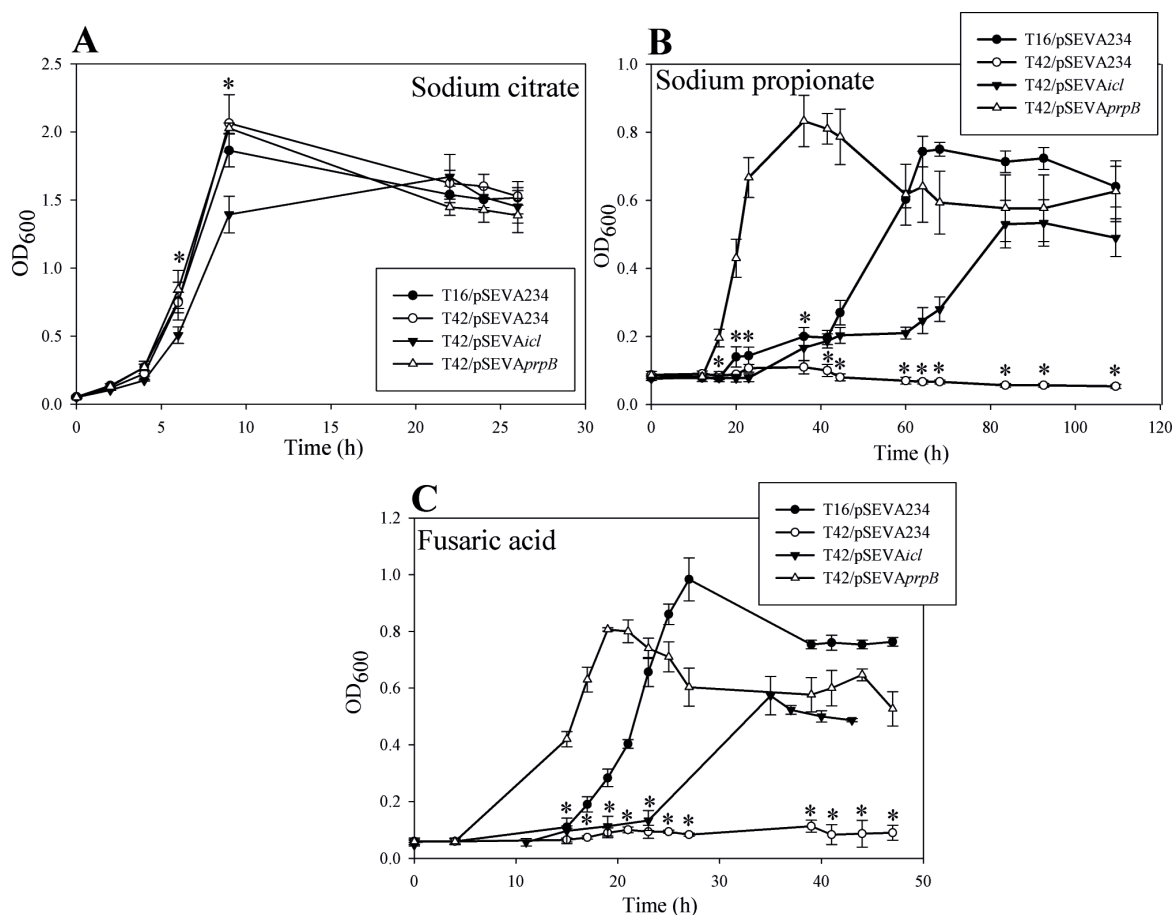 A
Sodium citrate
OD600
2.5
2.0
1.5
1.0
0.5
0.0
*
*
T16/pSEVA234
T42/pSEVA234
T42/pSEVAicl
T42/pSEVAprpB
0 5 10 15 20 25 30
Time (h)
B
Sodium propionate
T16/pSEVA234
T42/pSEVA234
T42/pSEVAicl
T42/pSEVAprpB
OD600
1.0
0.8
0.6
0.4
0.2
0.0
* ** * * * * * * * * *
0 20 40 60 80 100 120
Time (h)
C
Fusaric acid
T16/pSEVA234
T42/pSEVA234
T42/pSEVAicl
T42/pSEVAprpB
OD600
1.2
1.0
0.8
0.6
0.4
0.2
0.0
* * * * * * * * * * *
0 10 20 30 40 50
Time (h)